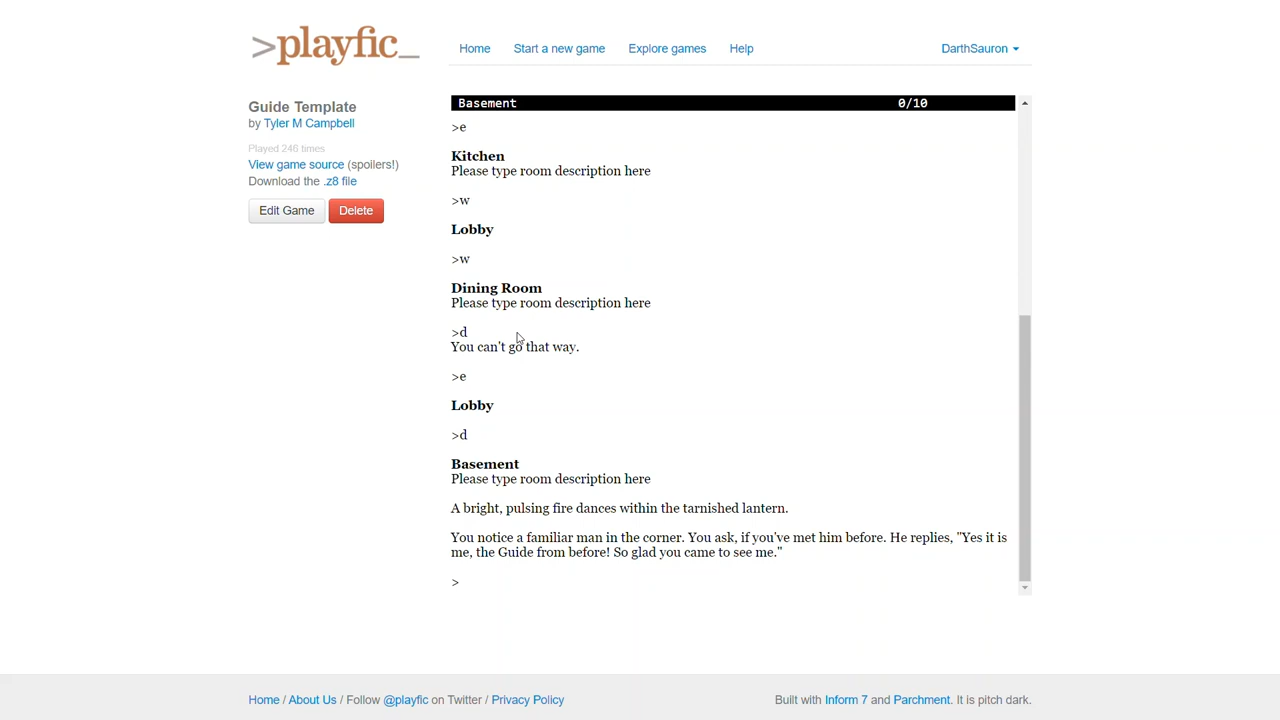 >playfic_
Home Start a new game Explore games Help DarthSauron
Guide Template
by Tyler M Campbell
Played 246 times
View game source (spoilers!)
Download the .z8 file
Edit Game Delete
Basement 0/10
>e
Kitchen
Please type room description here
>w
Lobby
>w
Dining Room
Please type room description here
>d
You can't go that way.
>e
Lobby
>d
Basement
Please type room description here
A bright, pulsing fire dances within the tarnished lantern.
You notice a familiar man in the corner. You ask, if you've met him before. He replies, "Yes it is
me, the Guide from before! So glad you came to see me."
>
Home / About Us / Follow @playfic on Twitter / Privacy Policy
Built with Inform 7 and Parchment. It is pitch dark.